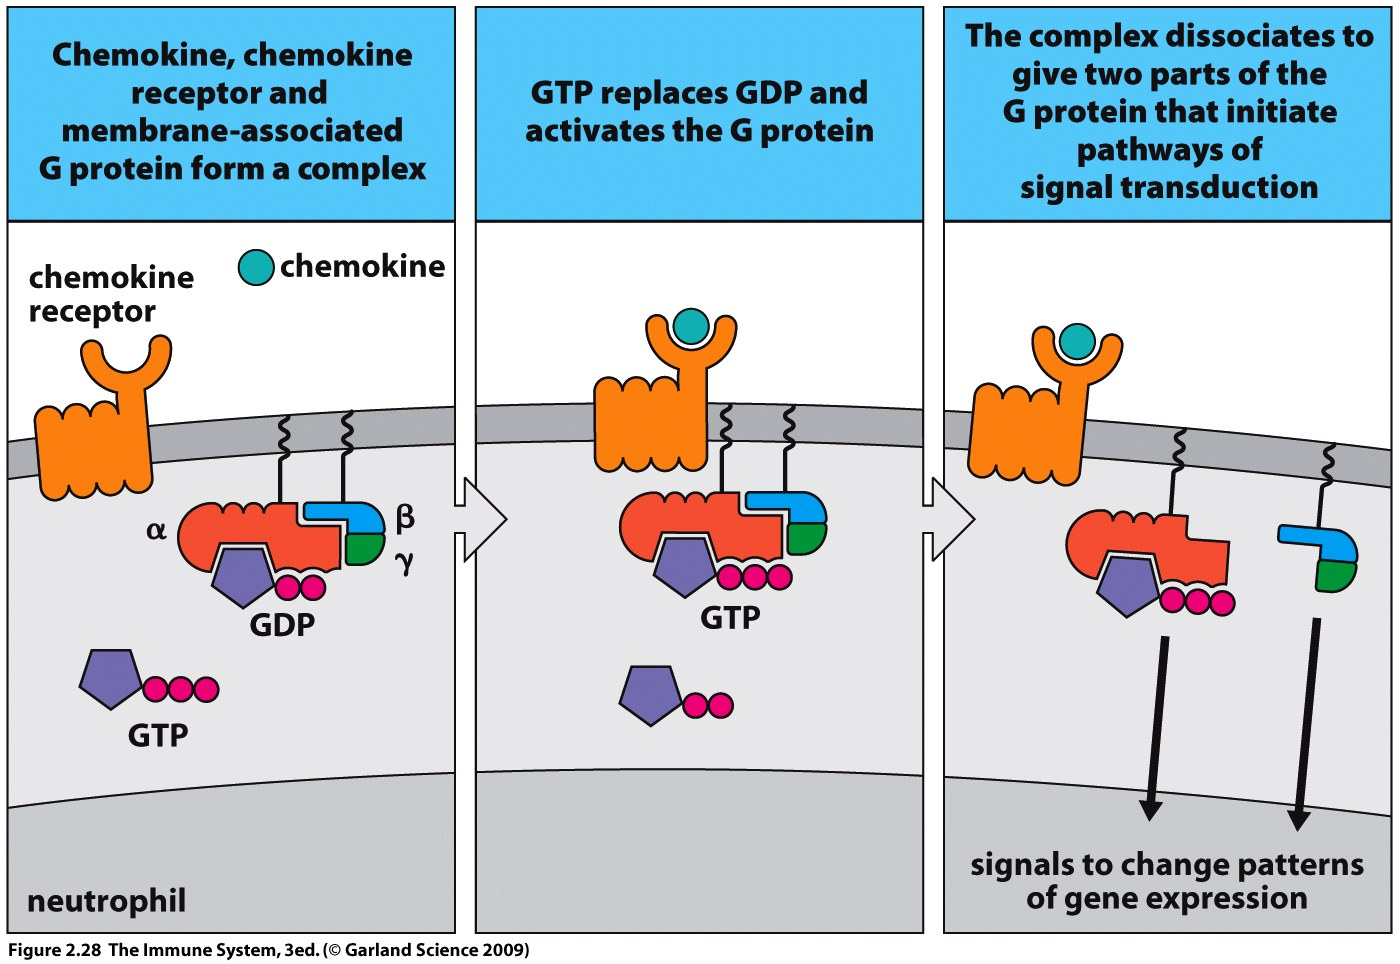 Chemokine, chemokine
receptor and
membrane-associated
G protein form a complex
GTP replaces GDP and
activates the G protein
The complex dissociates to
give two parts of the
G protein that initiate
pathways of
signal transduction
chemokine
receptor
chemokine
α
β
γ
GDP
GTP
neutrophil
GTP
signals to change patterns
of gene expression
Figure 2.28 The Immune System, 3ed. (© Garland Science 2009)